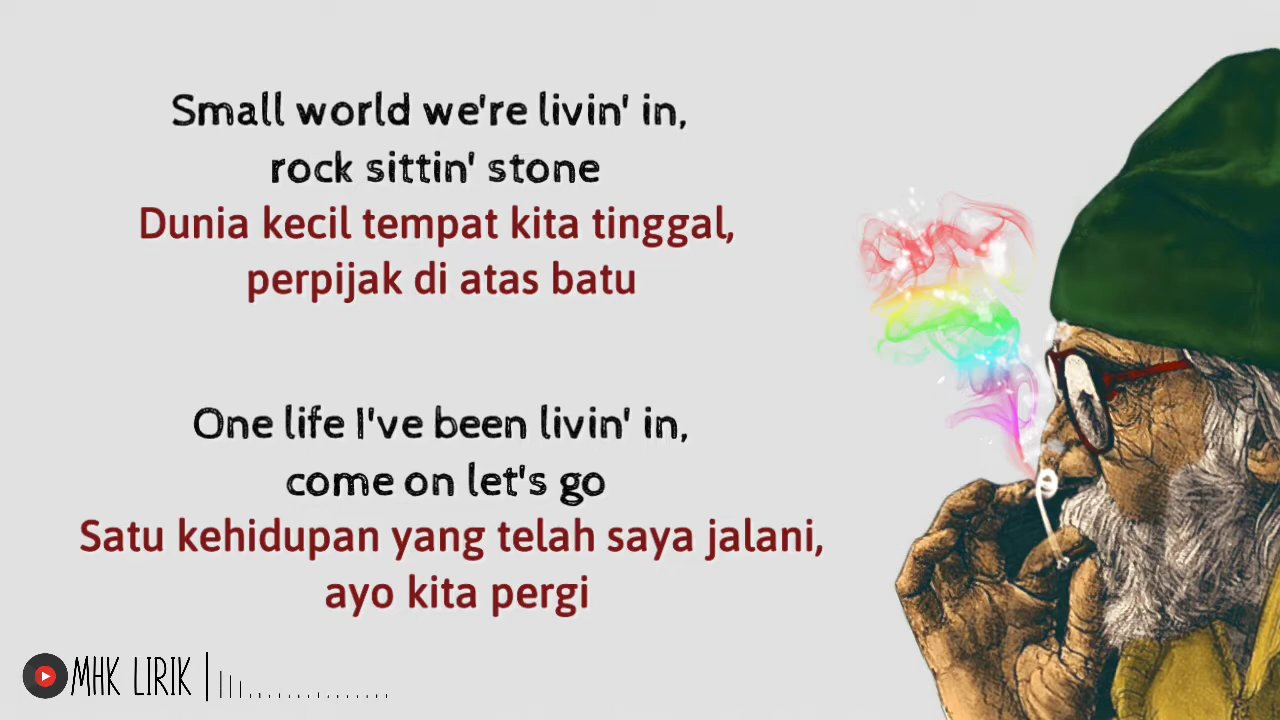 Small world we're livin' in,
rock sittin' stone
Dunia kecil tempat kita tinggal,
perpijak di atas batu
One life I've been livin' in,
come on let's go
Satu kehidupan yang telah saya jalani,
ayo kita pergi
MHK LIRIK